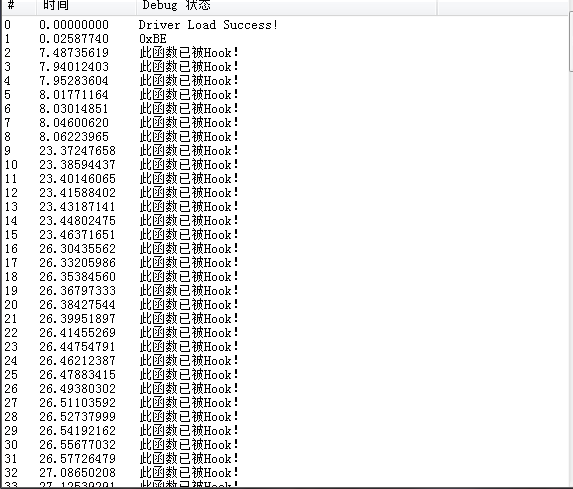 # 时间 Debug 状态
0 0.00000000 Driver Load Success!
1 0.02587740 0xBE
2 7.48735619 此函数已被Hook!
3 7.94012403 此函数已被Hook!
4 7.95283604 此函数已被Hook!
5 8.01771164 此函数已被Hook!
6 8.03014851 此函数已被Hook!
7 8.04600620 此函数已被Hook!
8 8.06223965 此函数已被Hook!
9 23.37247658 此函数已被Hook!
10 23.38594437 此函数已被Hook!
11 23.40146065 此函数已被Hook!
12 23.41588402 此函数已被Hook!
13 23.43187141 此函数已被Hook!
14 23.44802475 此函数已被Hook!
15 23.46371651 此函数已被Hook!
16 26.30435562 此函数已被Hook!
17 26.33205986 此函数已被Hook!
18 26.35384560 此函数已被Hook!
19 26.36797333 此函数已被Hook!
20 26.38427544 此函数已被Hook!
21 26.39951897 此函数已被Hook!
22 26.41455269 此函数已被Hook!
23 26.44754791 此函数已被Hook!
24 26.46212387 此函数已被Hook!
25 26.47883415 此函数已被Hook!
26 26.49380302 此函数已被Hook!
27 26.51103592 此函数已被Hook!
28 26.52737999 此函数已被Hook!
29 26.54192162 此函数已被Hook!
30 26.55677032 此函数已被Hook!
31 26.57726479 此函数已被Hook!
32 27.08650208 此函数已被Hook!
33 27.12539291 此函数已被Hook!